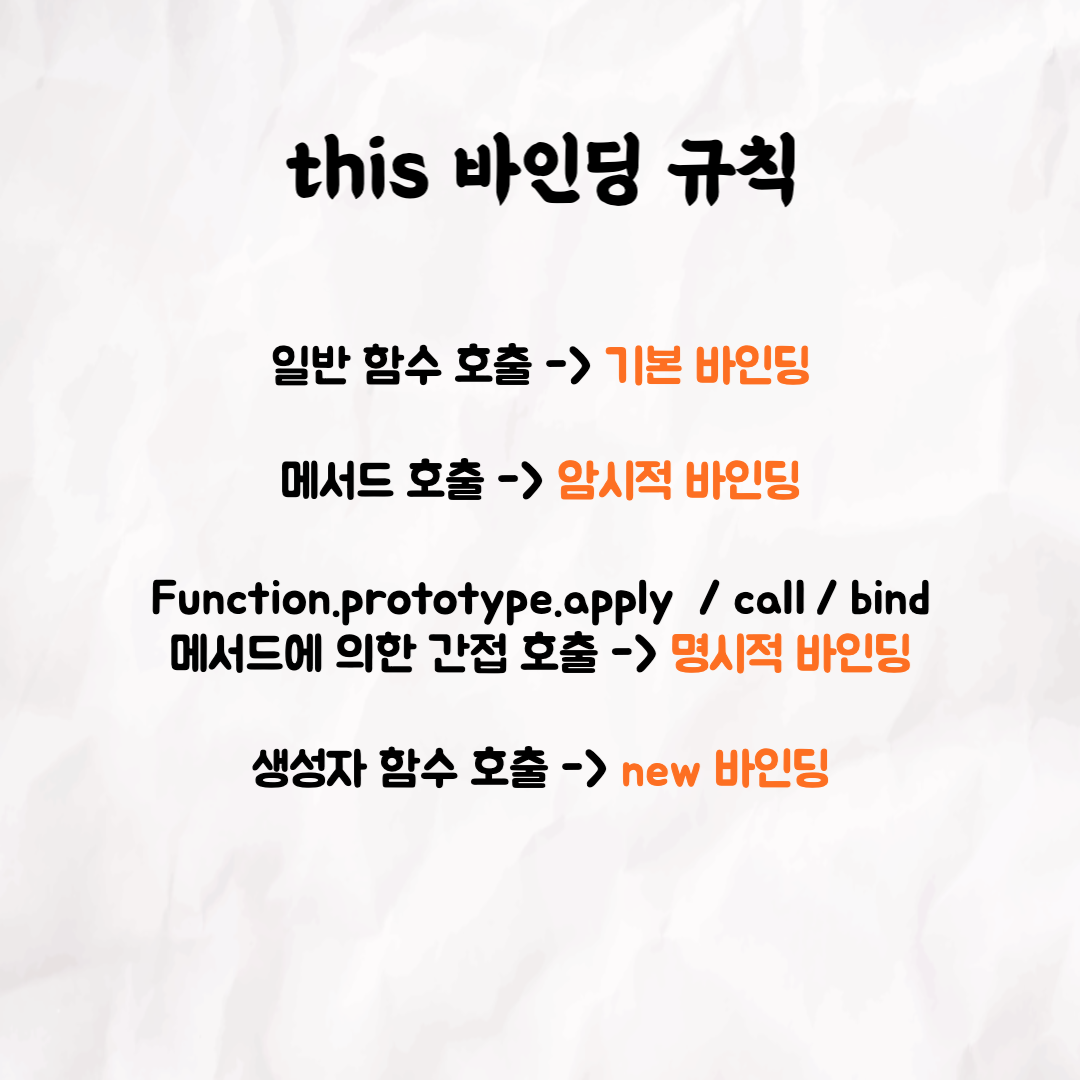 this 바인딩 규칙
일반 함수 호출 -> 기본 바인딩
메서드 호출 -> 암시적 바인딩
Function.prototype.apply / call / bind
메서드에 의한 간접 호출 -> 명시적 바인딩
생성자 함수 호출 -> new 바인딩